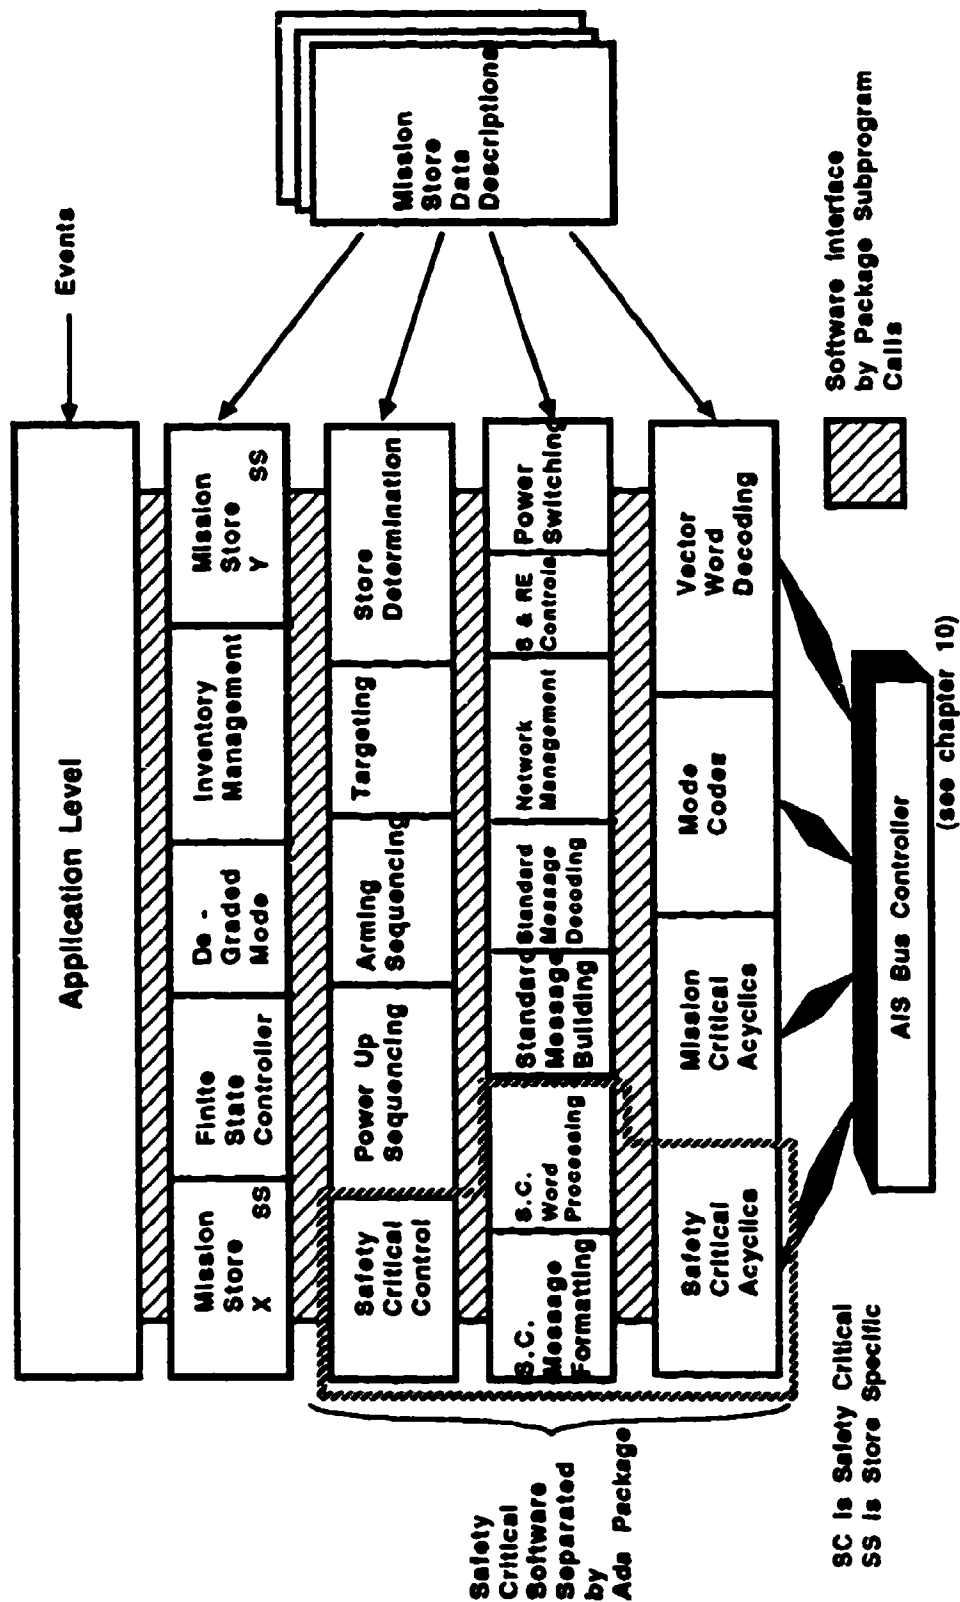 Events
Application Level
Mission
Store
X
SS
Finite
State
Controller
De -
Graded
Mode
Inventory
Management
Mission
Store
Y
SS
Safety
Critical
Control
Power Up
Sequencing
Arming
Sequencing
Targeting
Store
Determination
S.C.
Message
Formatting
S.C.
Word
Processing
Standard
Message
Building
Standard
Message
Decoding
Network
Management
S & RE
Controls
Power
Switching
Safety
Critical
Acyclics
Mission
Critical
Acyclics
Mode
Codes
Vector
Word
Decoding
Mission
Store
Data
Descriptions
Safety
Critical
Software
Separated
by
Ada Package
AIS Bus Controller
(see chapter 10)
SC is Safety Critical
SS is Store Specific
Software Interface
by Package Subprogram
Calls